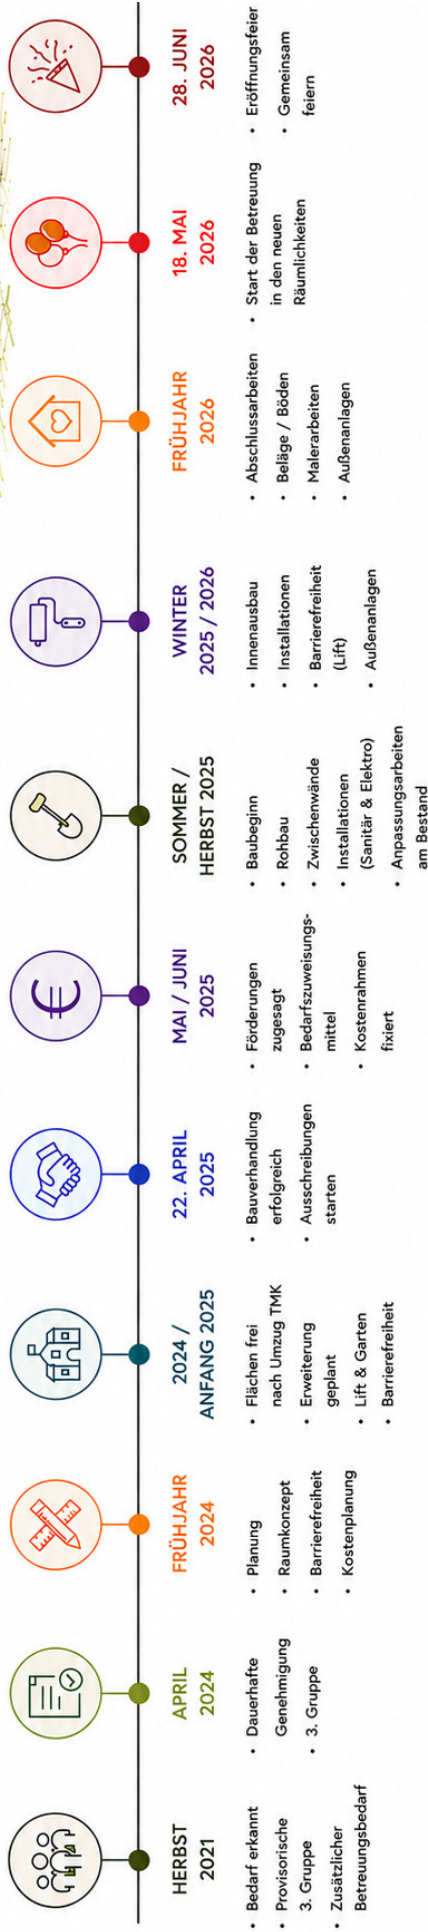 HERBST
2021
• Bedarf erkannt
• Provisorische
3. Gruppe
• Zusätzlicher
Betreuungsbedarf
APRIL
2024
• Dauerhafte
Genehmigung
• 3. Gruppe
FRÜHJAHR
2024
• Planung
• Raumkonzept
• Barrierefreiheit
• Kostenplanung
2024 /
ANFANG 2025
• Flächen frei
nach Umzug TMK
• Erweiterung
geplant
• Lift & Garten
• Barrierefreiheit
22. APRIL
2025
• Bauverhandlung
erfolgreich
• Ausschreibungen
starten
MAI / JUNI
2025
• Förderungen
zugesagt
• Bedarfszuweisungs-
mittel
• Kostenrahmen
fixiert
SOMMER /
HERBST 2025
• Baubeginn
• Rohbau
• Zwischenwände
• Installationen
(Sanitär & Elektro)
• Anpassungsarbeiten
am Bestand
WINTER
2025 / 2026
• Innenausbau
• Installationen
• Barrierefreiheit
(Lift)
• Außenanlagen
FRÜHJAHR
2026
• Abschlussarbeiten
• Beläge / Böden
• Malerarbeiten
• Außenanlagen
18. MAI
2026
• Start der Betreuung
in den neuen
Räumlichkeiten
28. JUNI
2026
• Eröffnungsfeier
• Gemeinsam
feiern